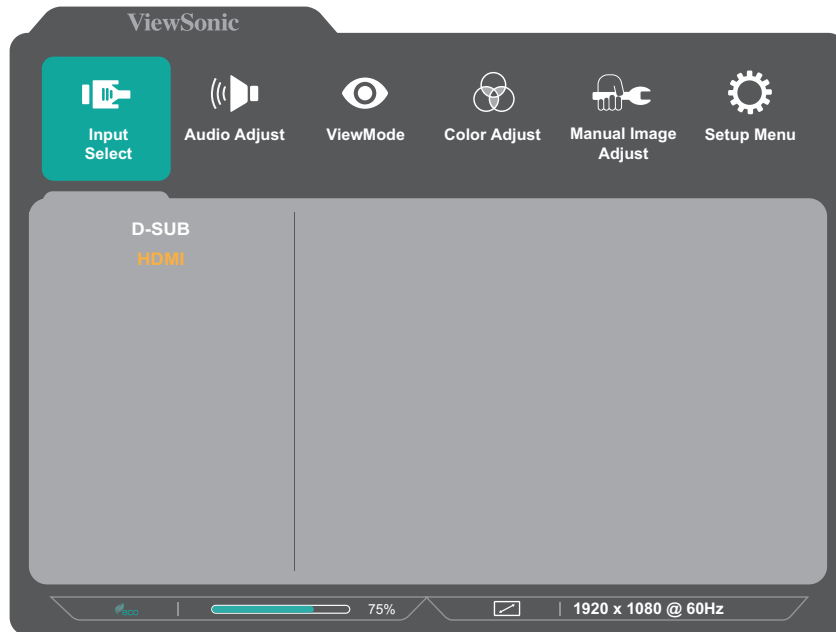 ViewSonic
Input
Select
Audio Adjust
ViewMode
Color Adjust
Manual Image
Adjust
Setup Menu
D-SUB
HDMI
eco
75%
1920 x 1080 @ 60Hz